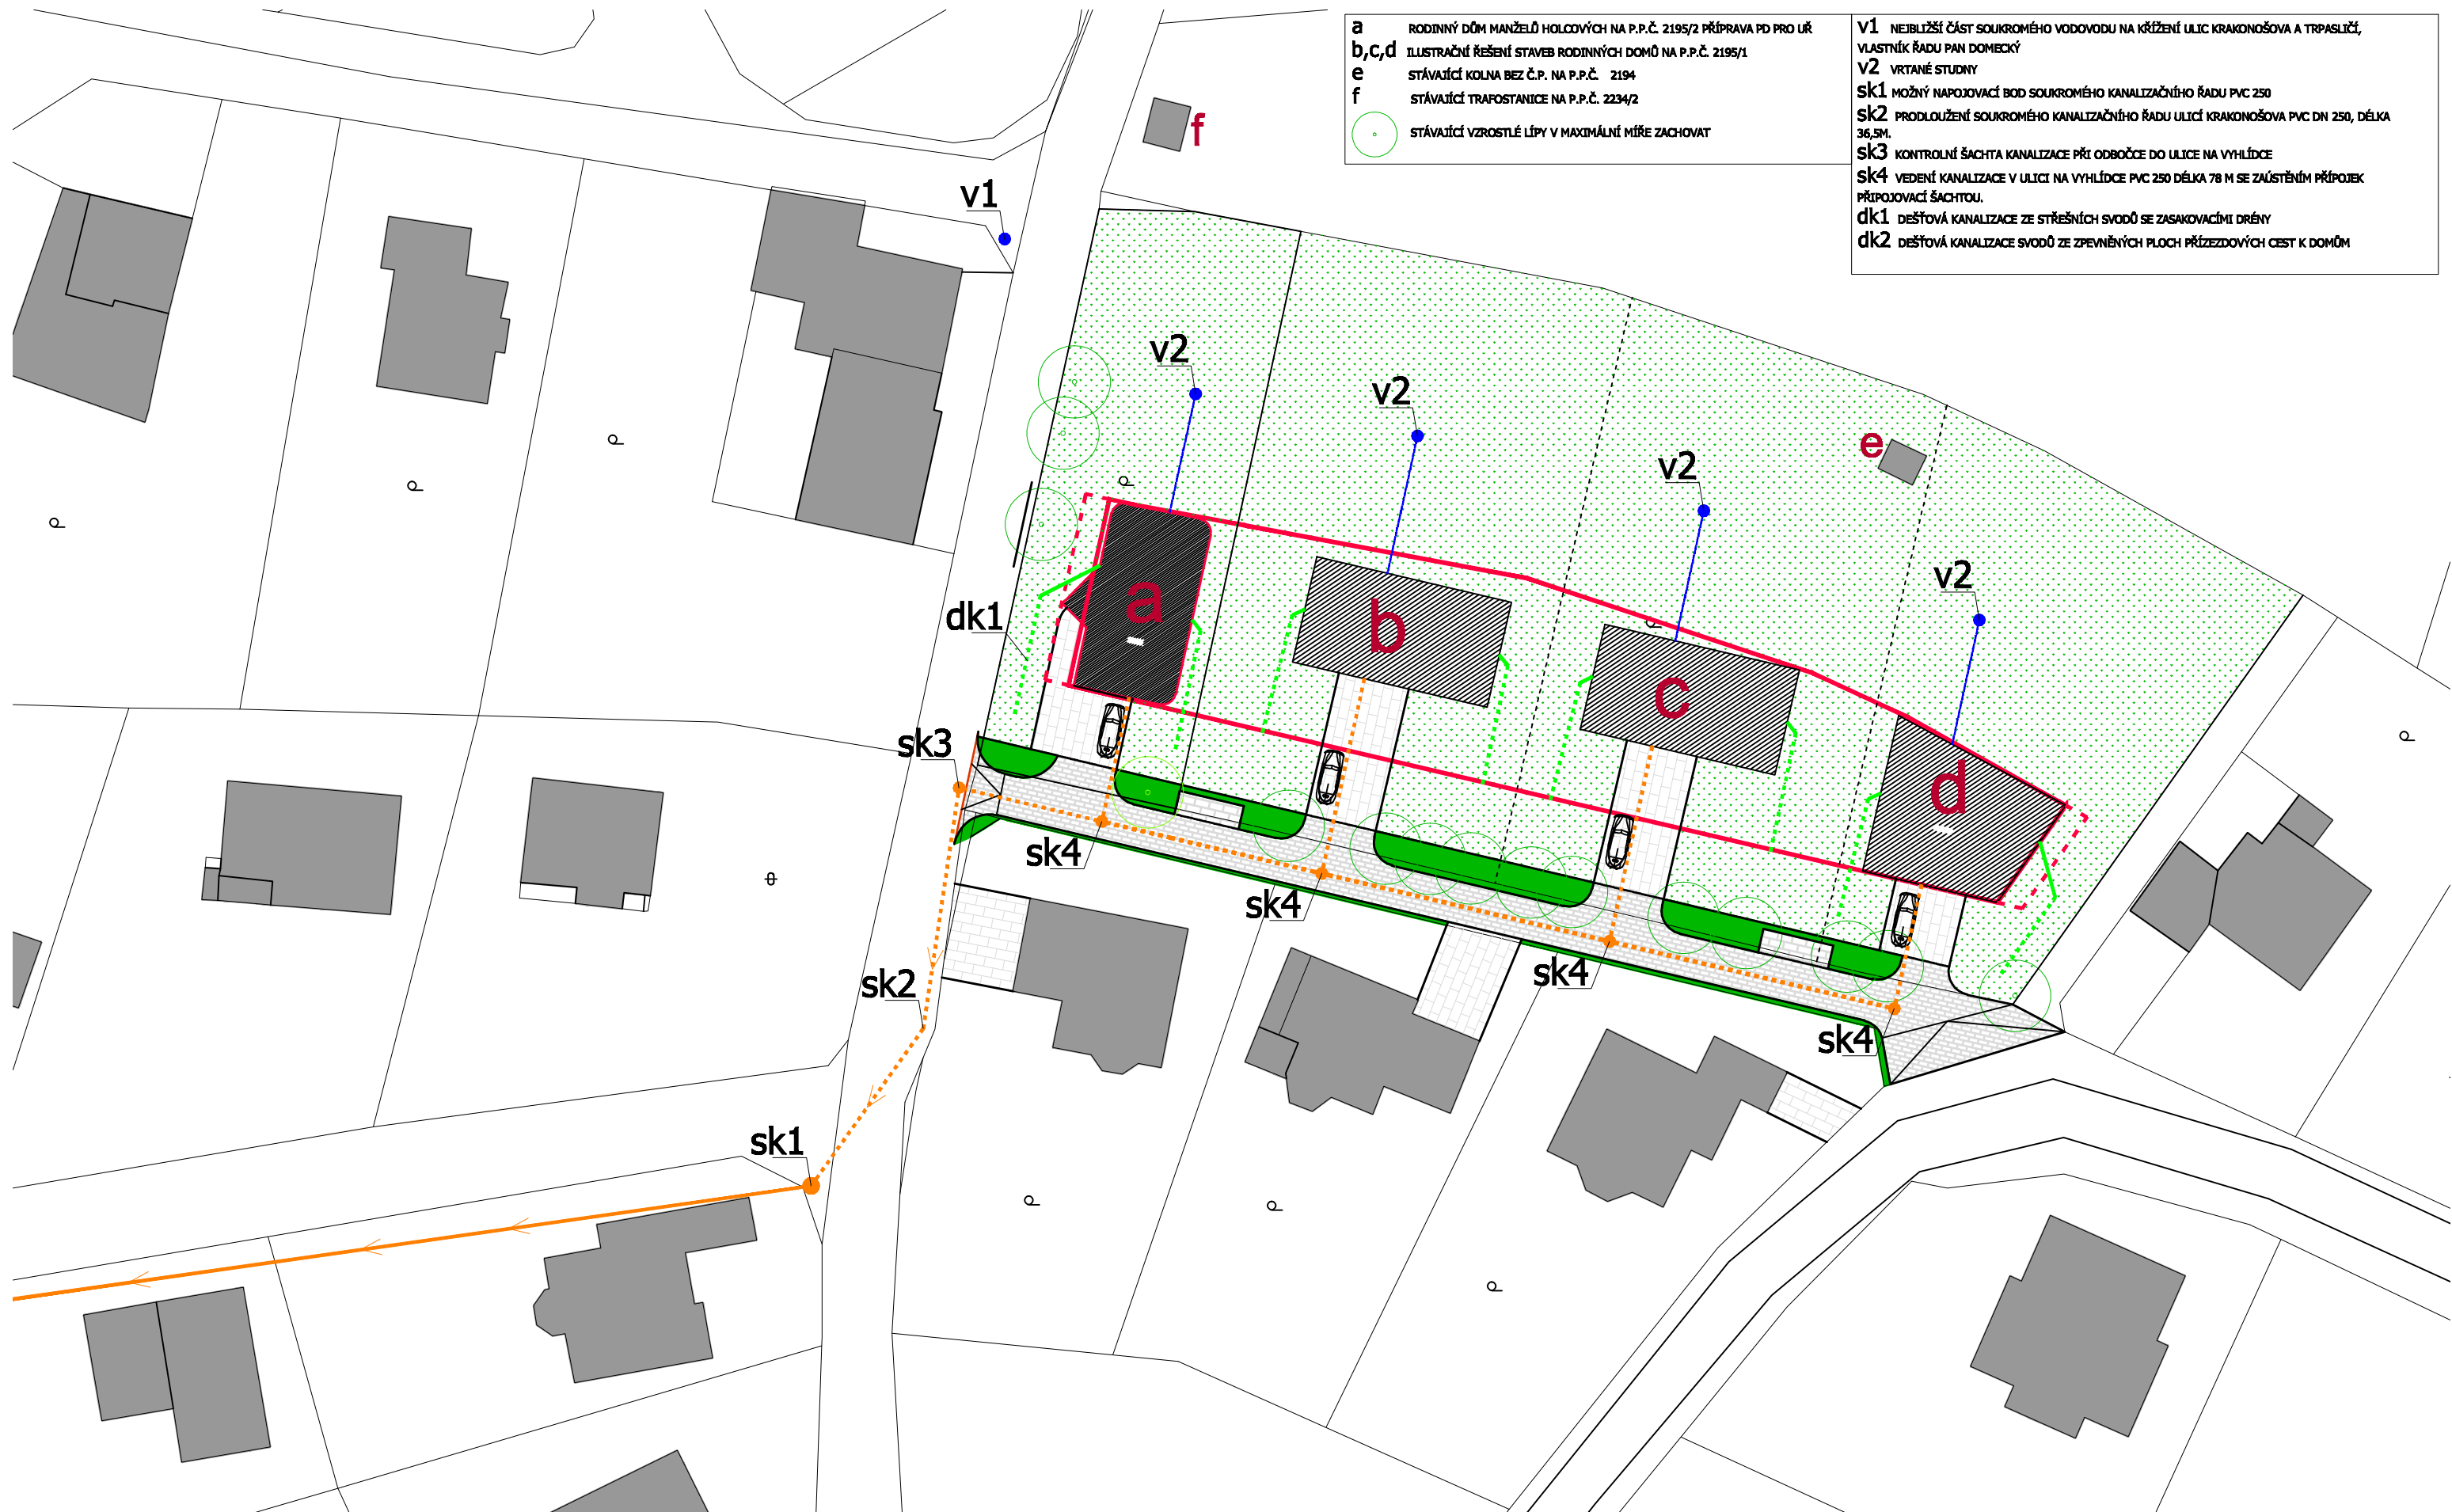 a RODINNÝ DŮM MANŽELŮ HOLCOVÝCH NA P.P.Č. 2195/2 PŘÍPRAVA PD PRO UŘ
b,c,d ILUSTRAČNÍ ŘEŠENÍ STAVEB RODINNÝCH DOMŮ NA P.P.Č. 2195/1
e STÁVAJÍCÍ KOLNA BEZ Č.P. NA P.P.Č. 2194
f STÁVAJÍCÍ TRAFOSTANICE NA P.P.Č. 2234/2
STÁVAJÍCÍ VZROSTLÉ LÍPY V MAXIMÁLNÍ MÍŘE ZACHOVAT
v1 NEJBLIŽŠÍ ČÁST SOUKROMÉHO VODOVODU NA KŘÍŽENÍ ULIC KRAKONOŠOVA A TRPASLIČÍ,
VLASTNÍK ŘADU PAN DOMECKÝ
v2 VRTANÉ STUDNY
sk1 MOŽNÝ NAPOJOVACÍ BOD SOUKROMÉHO KANALIZAČNÍHO ŘADU PVC 250
sk2 PRODLOUŽENÍ SOUKROMÉHO KANALIZAČNÍHO ŘADU ULICÍ KRAKONOŠOVA PVC DN 250, DÉLKA
36,5M.
sk3 KONTROLNÍ ŠACHTA KANALIZACE PŘI ODBOČCE DO ULICE NA VYHLÍDCE
sk4 VEDENÍ KANALIZACE V ULICI NA VYHLÍDCE PVC 250 DÉLKA 78 M SE ZAÚSTĚNÍM PŘÍPOJEK
PŘIPOJOVACÍ ŠACHTOU.
dk1 DEŠŤOVÁ KANALIZACE ZE STŘEŠNÍCH SVODŮ SE ZASAKOVACÍMI DRÉNY
dk2 DEŠŤOVÁ KANALIZACE SVODŮ ZE ZPEVNĚNÝCH PLOCH PŘÍZEZDOVÝCH CEST K DOMŮM
f
v1
v2
v2
v2
e
v2
a
b
c
d
dk1
sk3
sk4
sk4
sk4
sk4
sk2
sk1